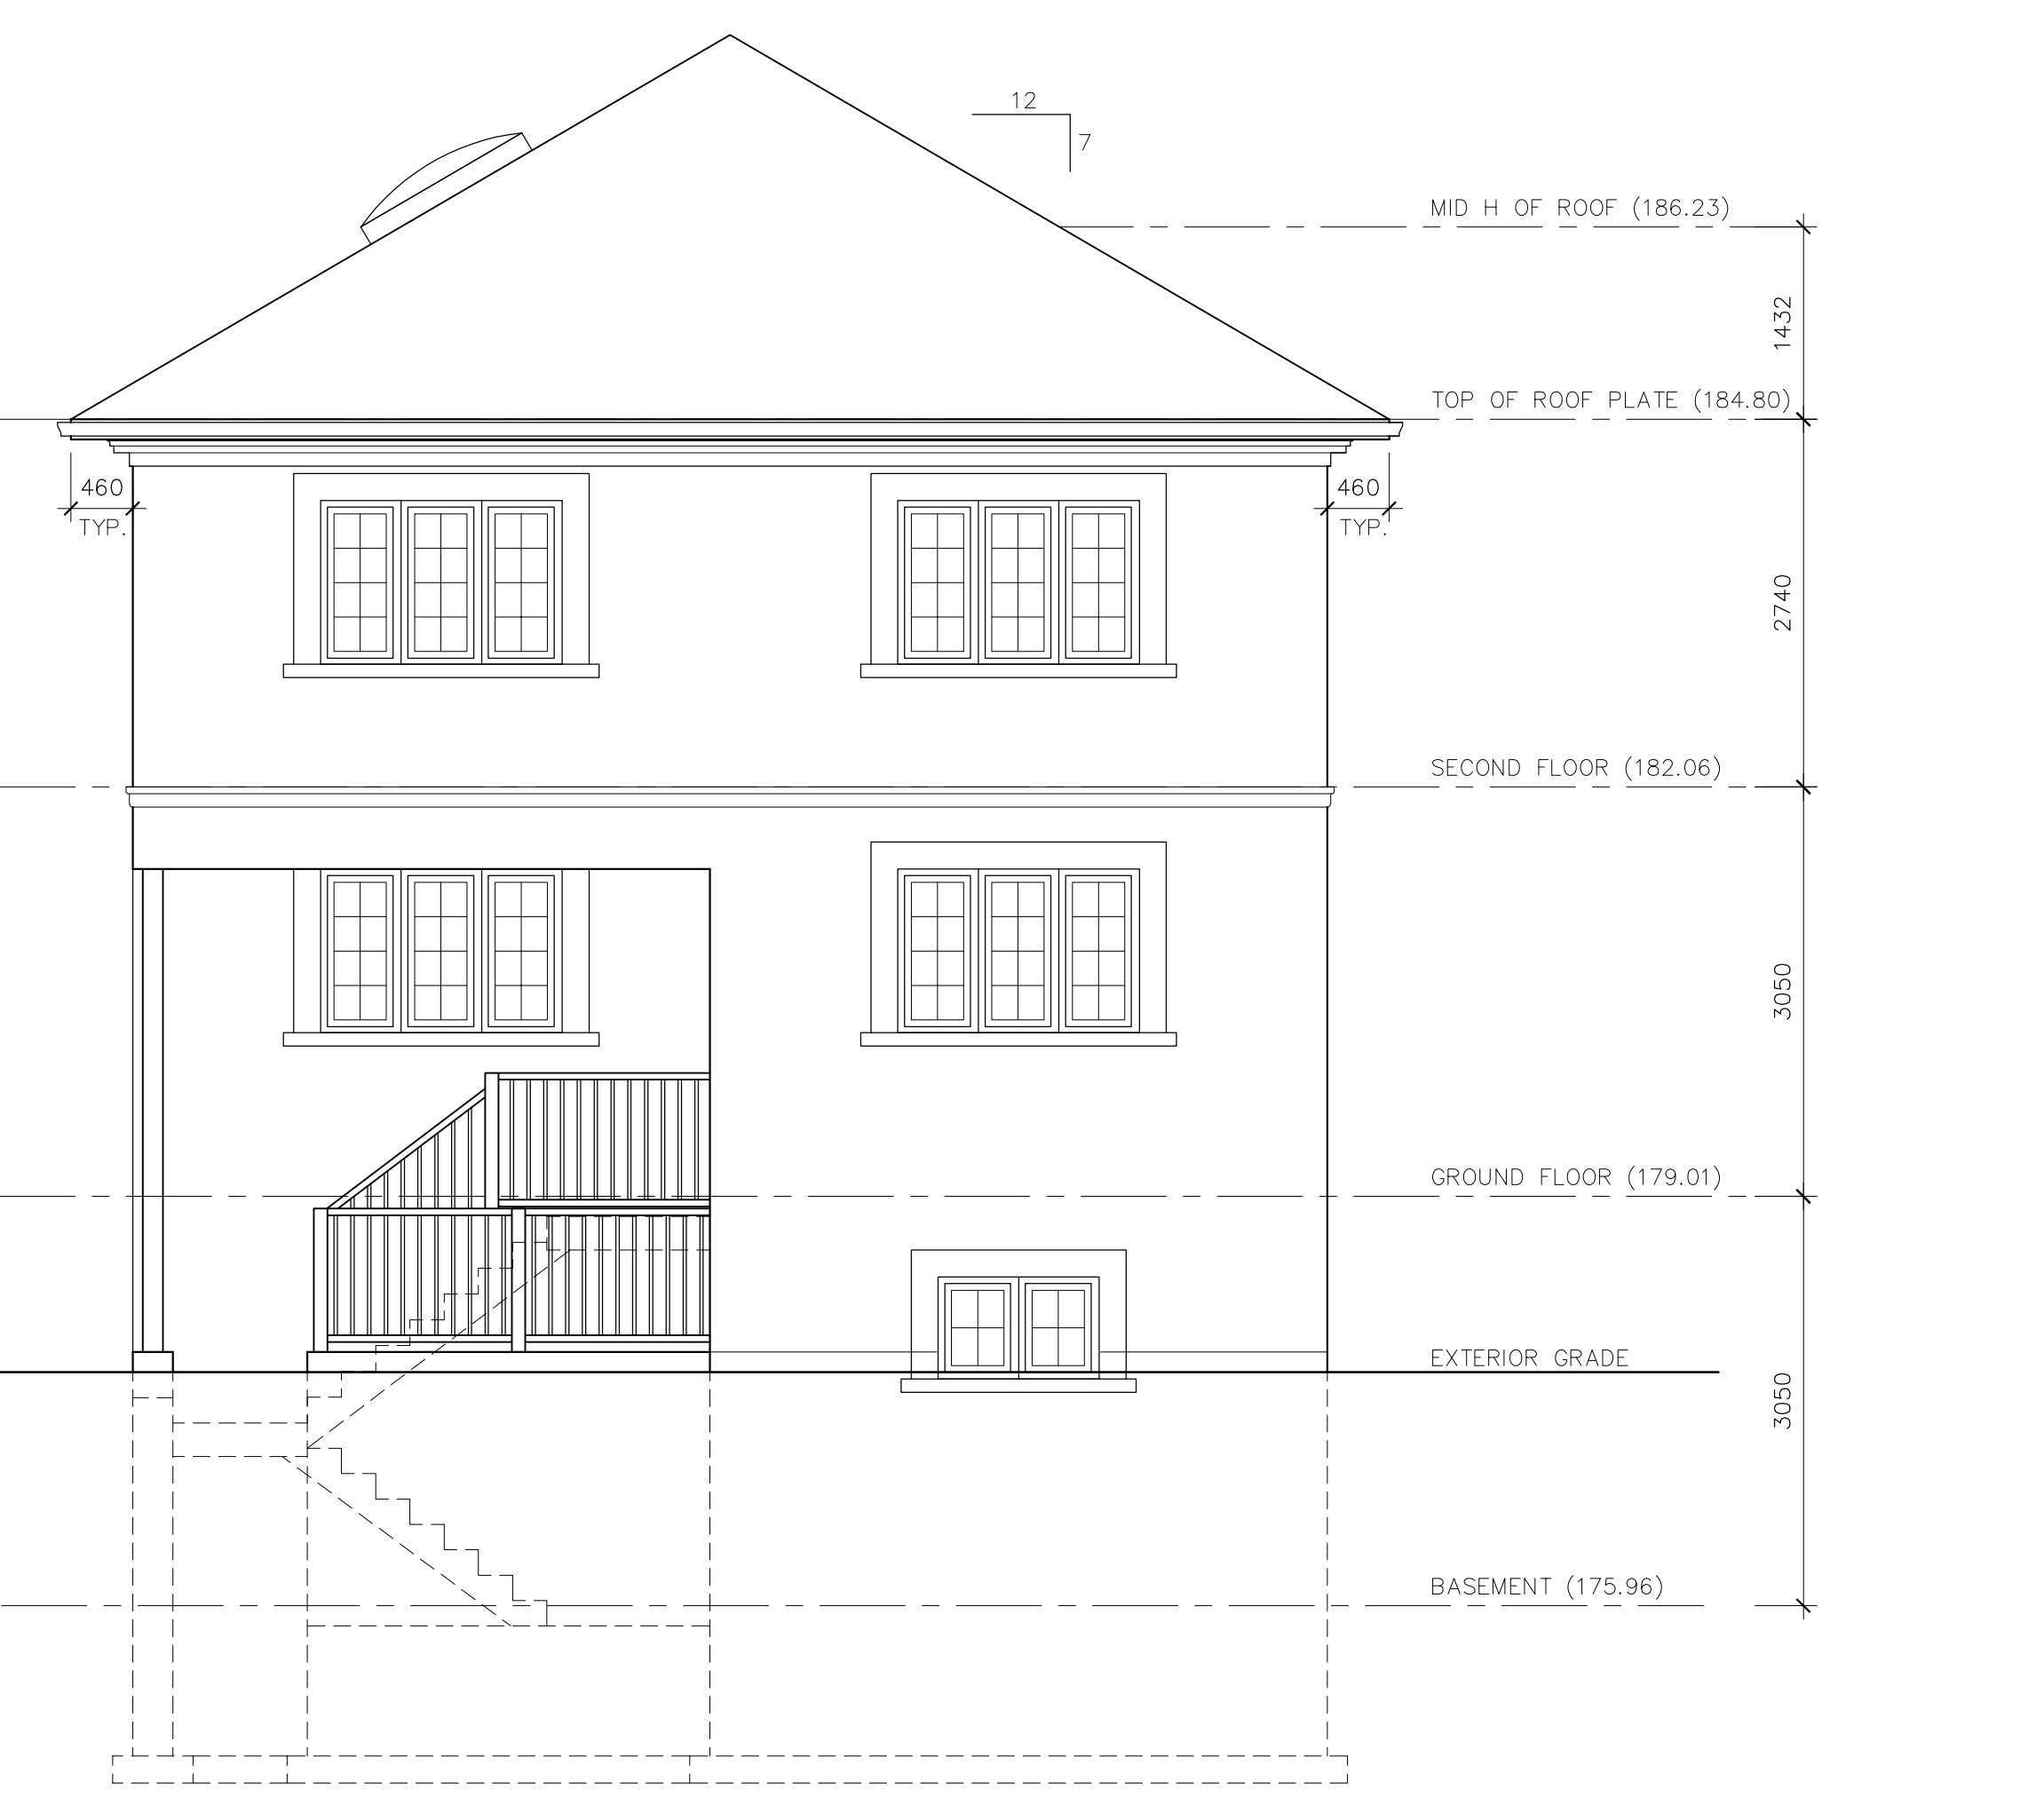 12
7
MID H OF ROOF (186.23)
1432
TOP OF ROOF PLATE (184.80)
460
TYP.
460
TYP.
2740
SECOND FLOOR (182.06)
3050
GROUND FLOOR (179.01)
EXTERIOR GRADE
3050
BASEMENT (175.96)